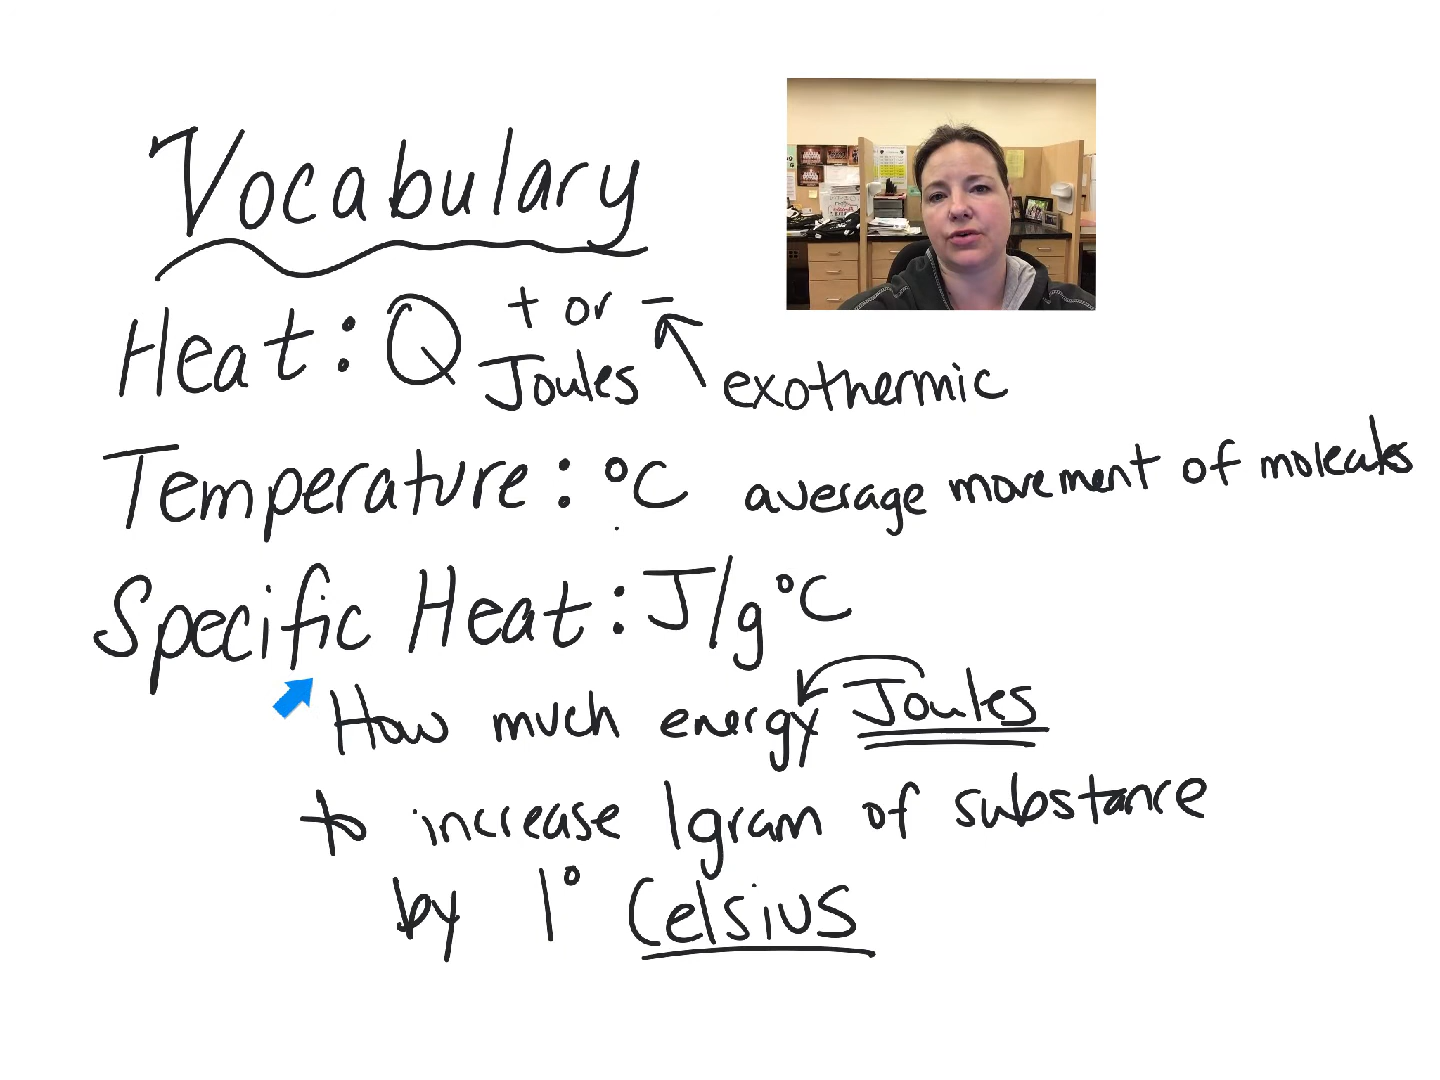 Vocabulary
Heat: Q + or −
Joules
exothermic
Temperature: °C average movement of molecules
Specific Heat: J/g°C
How much energy Joules
to increase 1gram of substance
by 1° Celsius